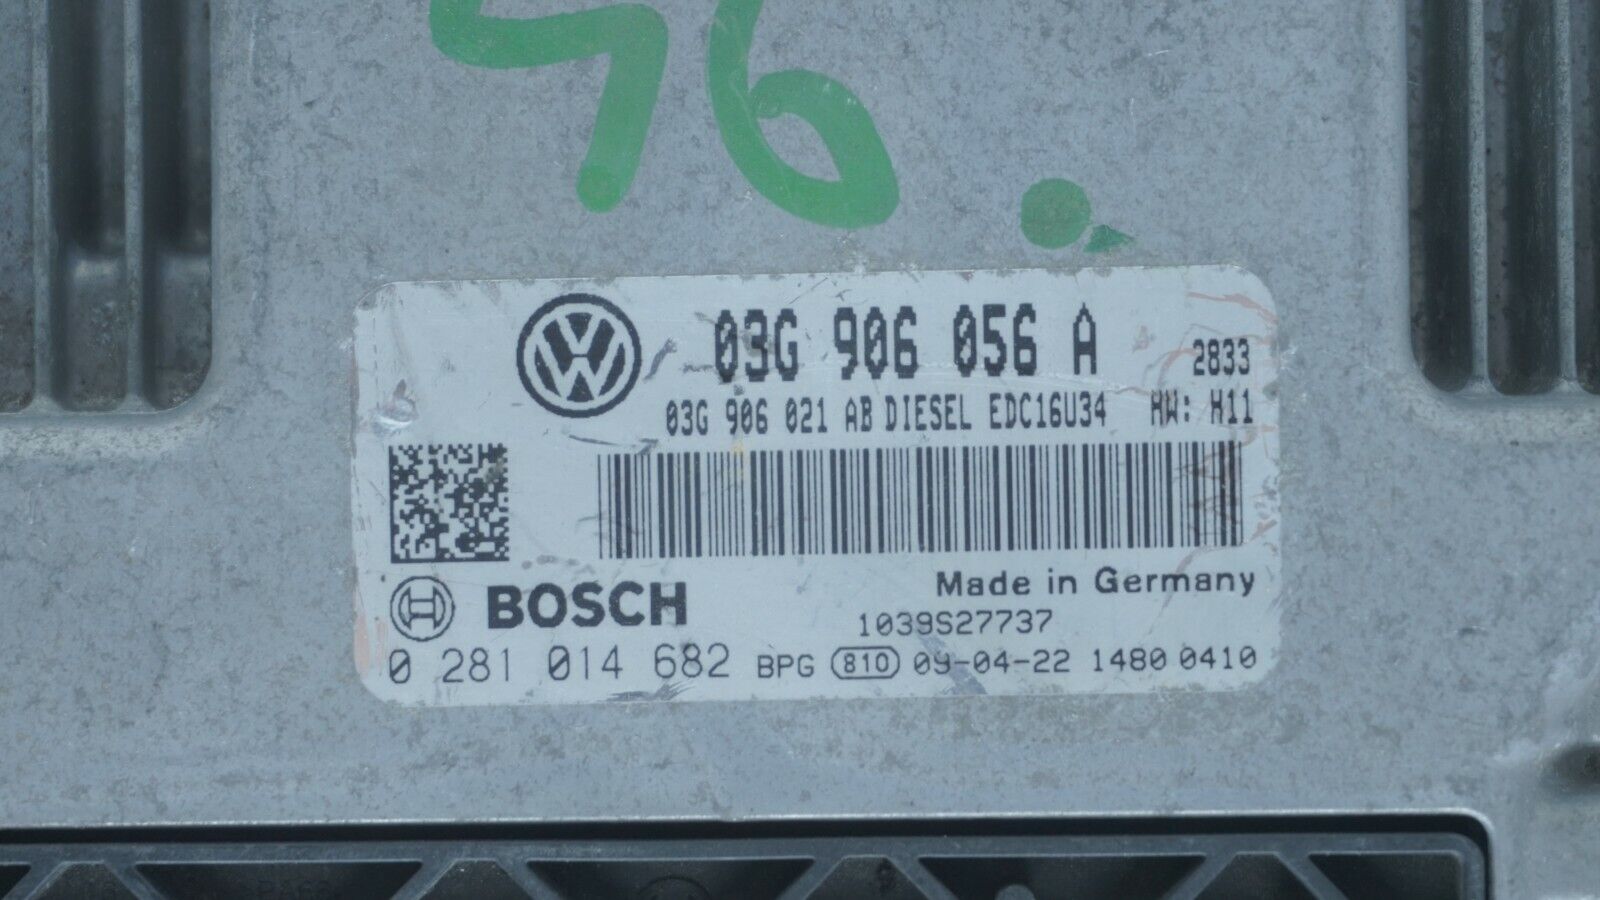 46.
03G 906 056 A 2833
03G 906 021 AB DIESEL EDC16U34 HW: H11
BOSCH
Made in Germany
1039S27737
0 281 014 682 BPG 810 09-04-22 1480 0410